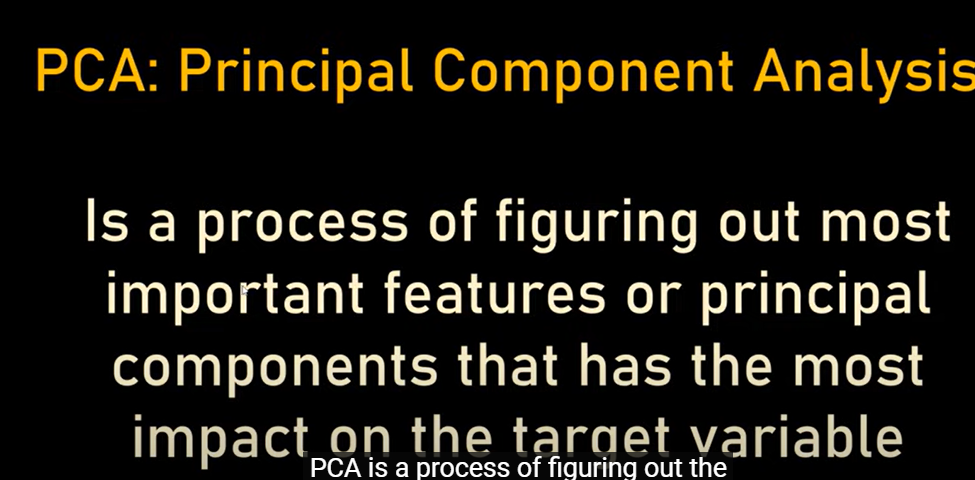 PCA: Principal Component Analysis
Is a process of figuring out most
important features or principal
components that has the most
impact on the target variable
PCA is a process of figuring out the